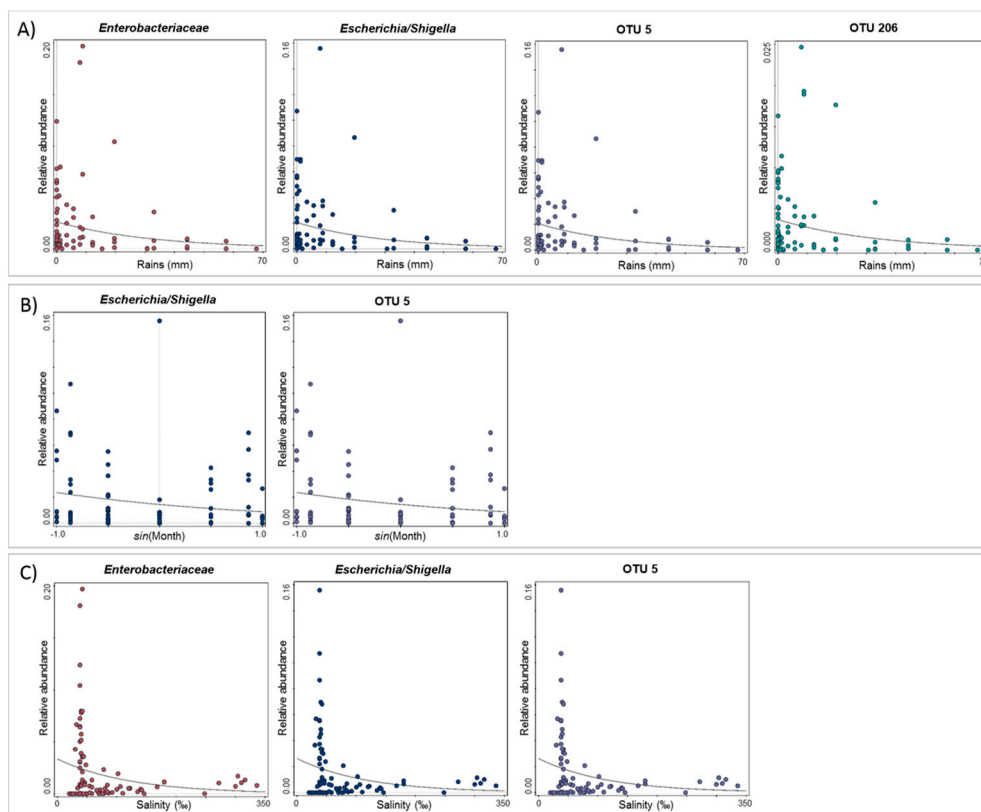 A)
Enterobacteriaceae
Escherichia/Shigella
OTU 5
OTU 206
Relative abundance
0.00
0.20
Rains (mm)
0
70
Relative abundance
0.00
0.16
Rains (mm)
0
70
Relative abundance
0.00
0.16
Rains (mm)
0
70
Relative abundance
0.000
0.025
Rains (mm)
0
B)
Escherichia/Shigella
OTU 5
Relative abundance
0.00
0.16
-1.0
sin(Month)
1.0
Relative abundance
0.00
0.16
-1.0
sin(Month)
1.0
C)
Enterobacteriaceae
Escherichia/Shigella
OTU 5
Relative abundance
0.00
0.20
0
Salinity (‰)
350
Relative abundance
0.00
0.16
0
Salinity (‰)
350
Relative abundance
0.00
0.16
0
Salinity (‰)
350